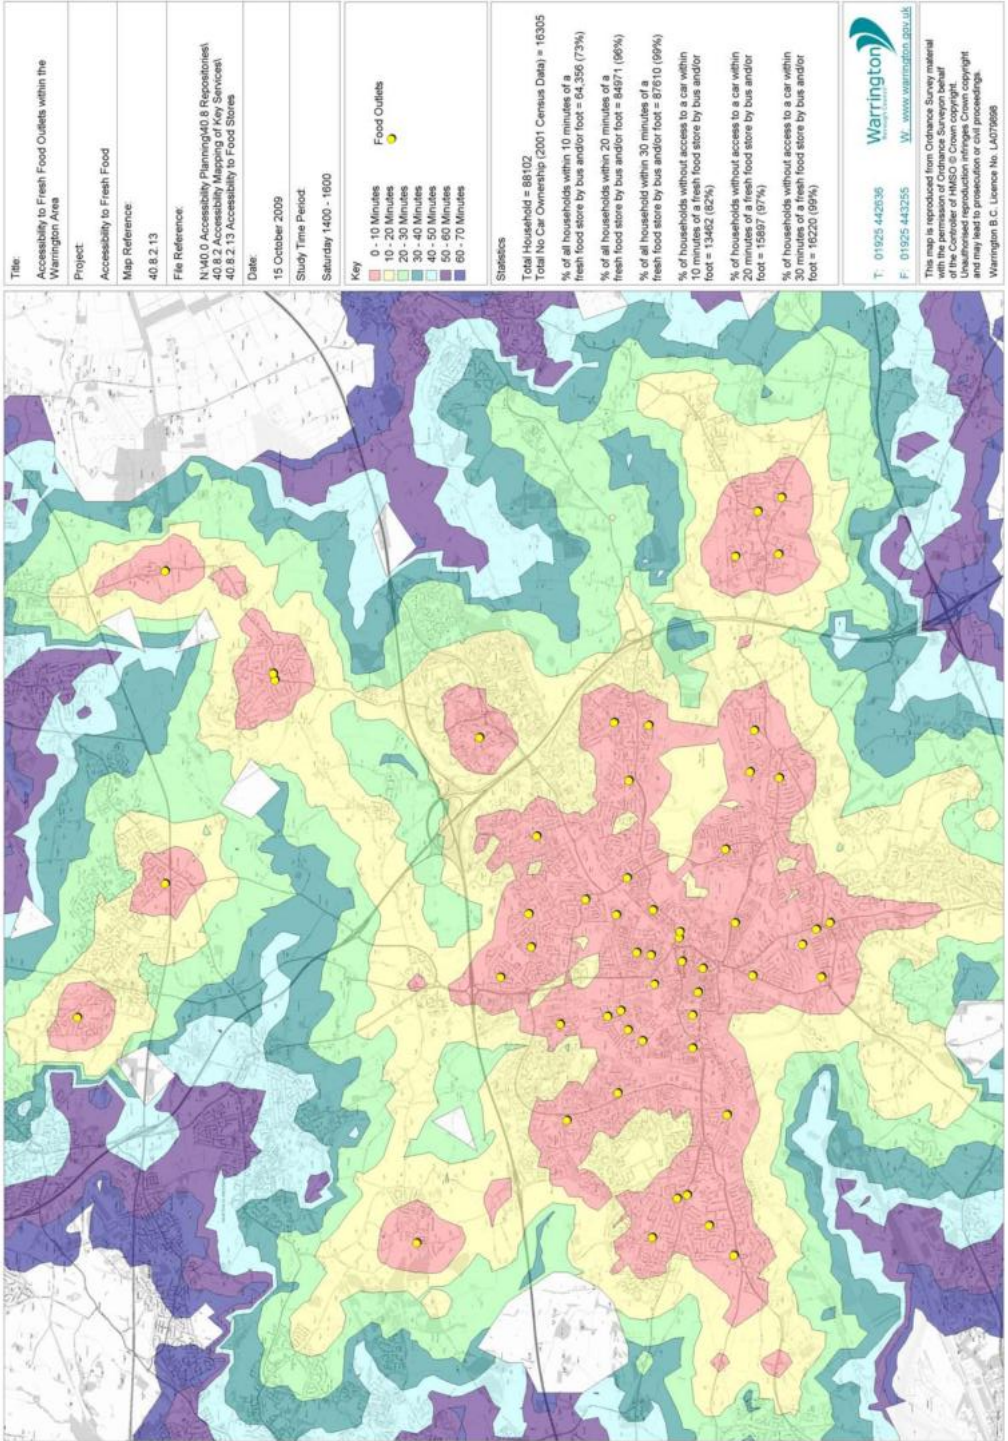 Title:
Accessibility to Fresh Food Outlets within the
Warrington Area
Project:
Accessibility to Fresh Food
Map Reference:
40.8.2.13
File Reference:
N:\40.0 Accessibility Planning\40.8 Repositories\
40.8.2 Accessibility Mapping of Key Services\
40.8.2.13 Accessibility to Food Stores
Date:
15 October 2009
Study Time Period:
Saturday 1400 - 1600
Key
0 - 10 Minutes
10 - 20 Minutes
20 - 30 Minutes
30 - 40 Minutes
40 - 50 Minutes
50 - 60 Minutes
60 - 70 Minutes
Food Outlets
Statistics
Total Household = 88102
Total No Car Ownership (2001 Census Data) = 16305
% of all households within 10 minutes of a
fresh food store by bus and/or foot = 64,356 (73%)
% of all households within 20 minutes of a
fresh food store by bus and/or foot = 84971 (96%)
% of all household within 30 minutes of a
fresh food store by bus and/or foot = 87610 (99%)
% of households without access to a car within
10 minutes of a fresh food store by bus and/or
foot = 13462 (82%)
% of households without access to a car within
20 minutes of a fresh food store by bus and/or
foot = 15897 (97%)
% of households without access to a car within
30 minutes of a fresh food store by bus and/or
foot = 16220 (99%)
Warrington
Borough Council
T: 01925 442636
F: 01925 443255
W: www.warrington.gov.uk
This map is reproduced from Ordnance Survey material
with the permission of Ordnance Surveyon behalf
of the Controller of HMSO © Crown copyright.
Unauthorised reproduction infringes Crown copyright
and may lead to prosecution or civil proceedings.
Warrington B.C. Licence No. LA079898